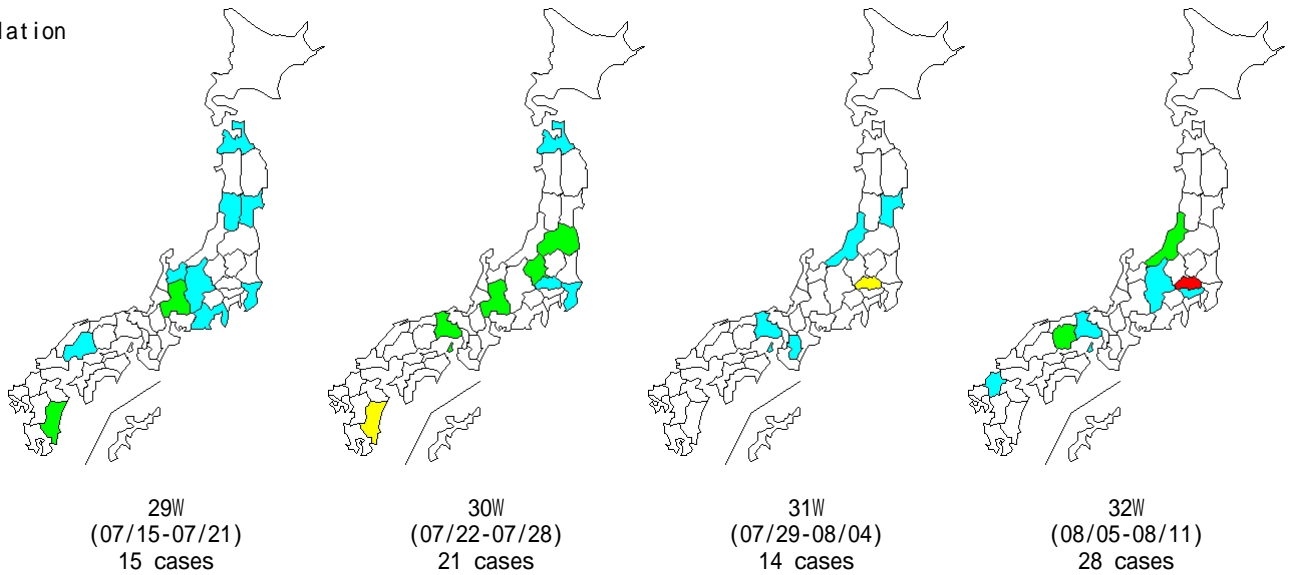 lation
29W
(07/15-07/21)
15 cases
30W
(07/22-07/28)
21 cases
31W
(07/29-08/04)
14 cases
32W
(08/05-08/11)
28 cases